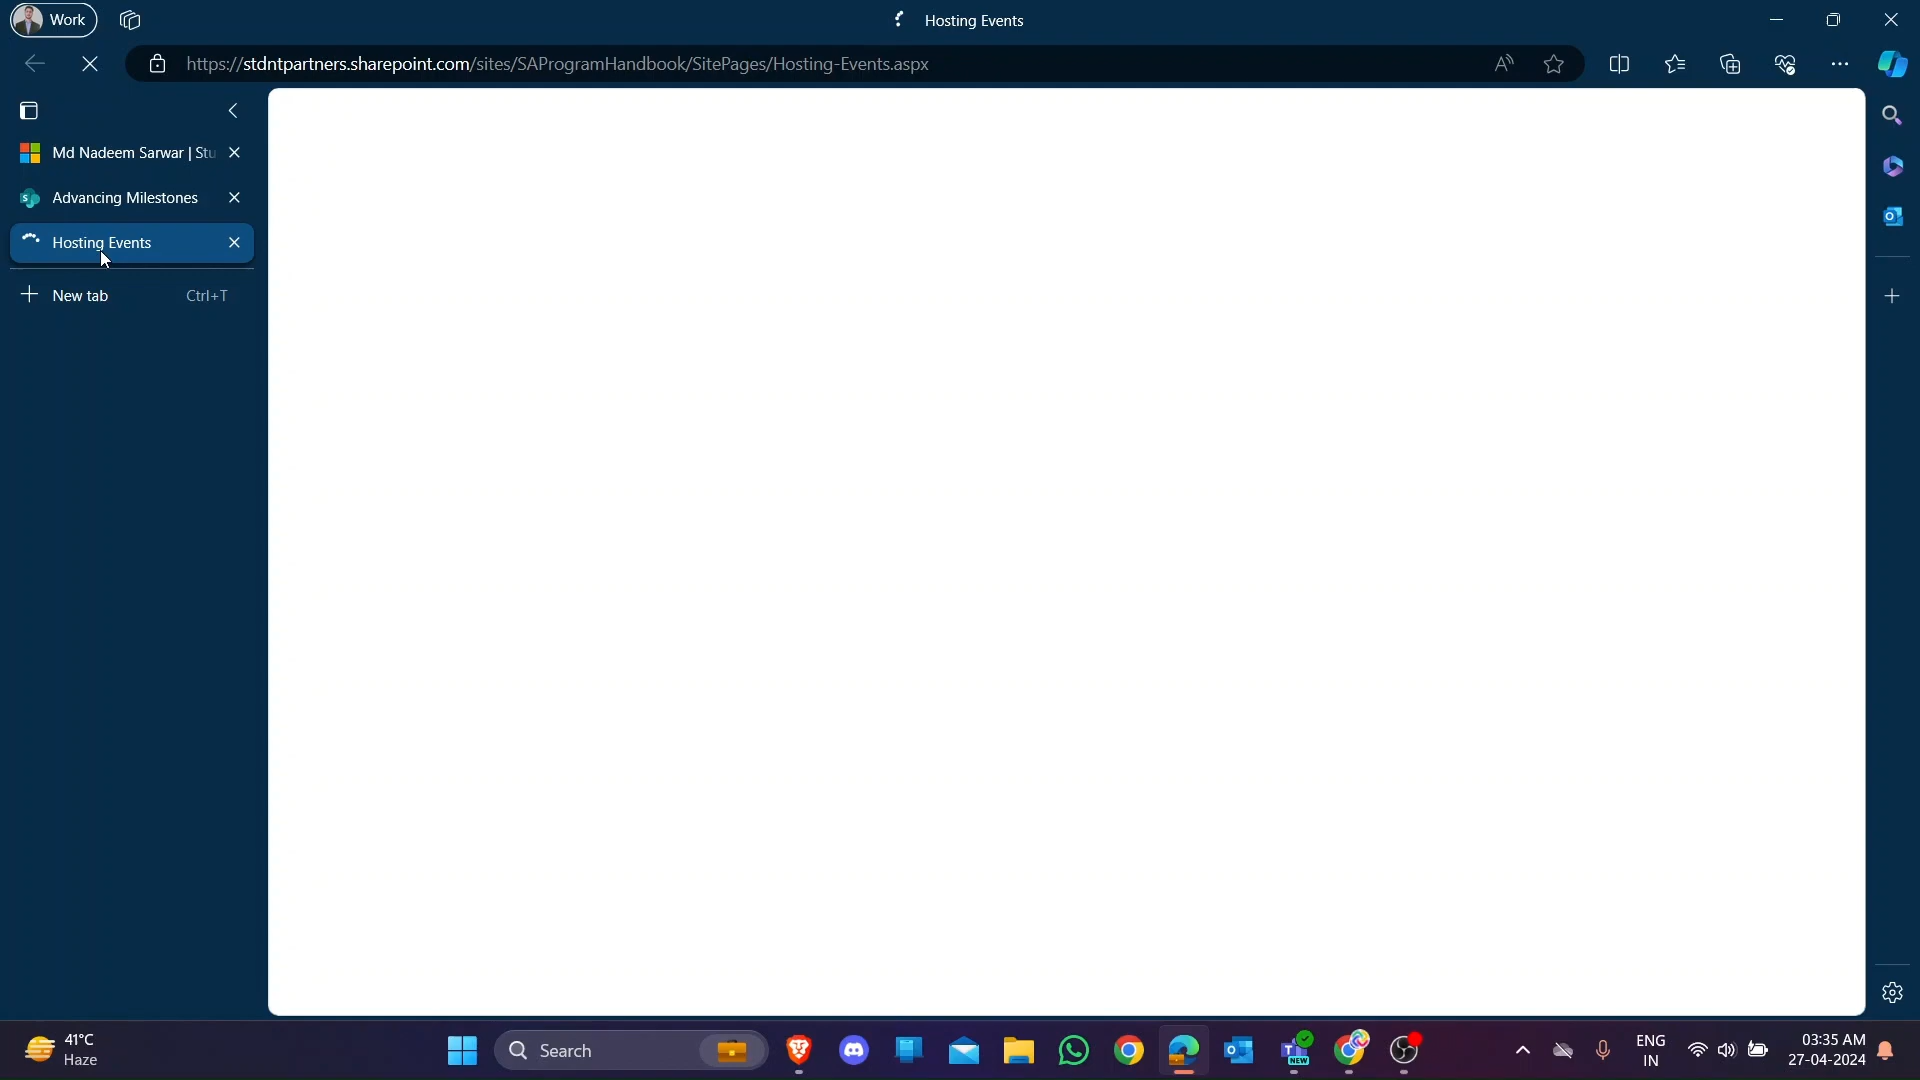 Work
Hosting Events
https://stdntpartners.sharepoint.com/sites/SAProgramHandbook/SitePages/Hosting-Events.aspx
Md Nadeem Sarwar | Stu
Advancing Milestones
Hosting Events
New tab Ctrl+T
41°C
Haze
Search
NEW
ENG
IN
03:35 AM
27-04-2024